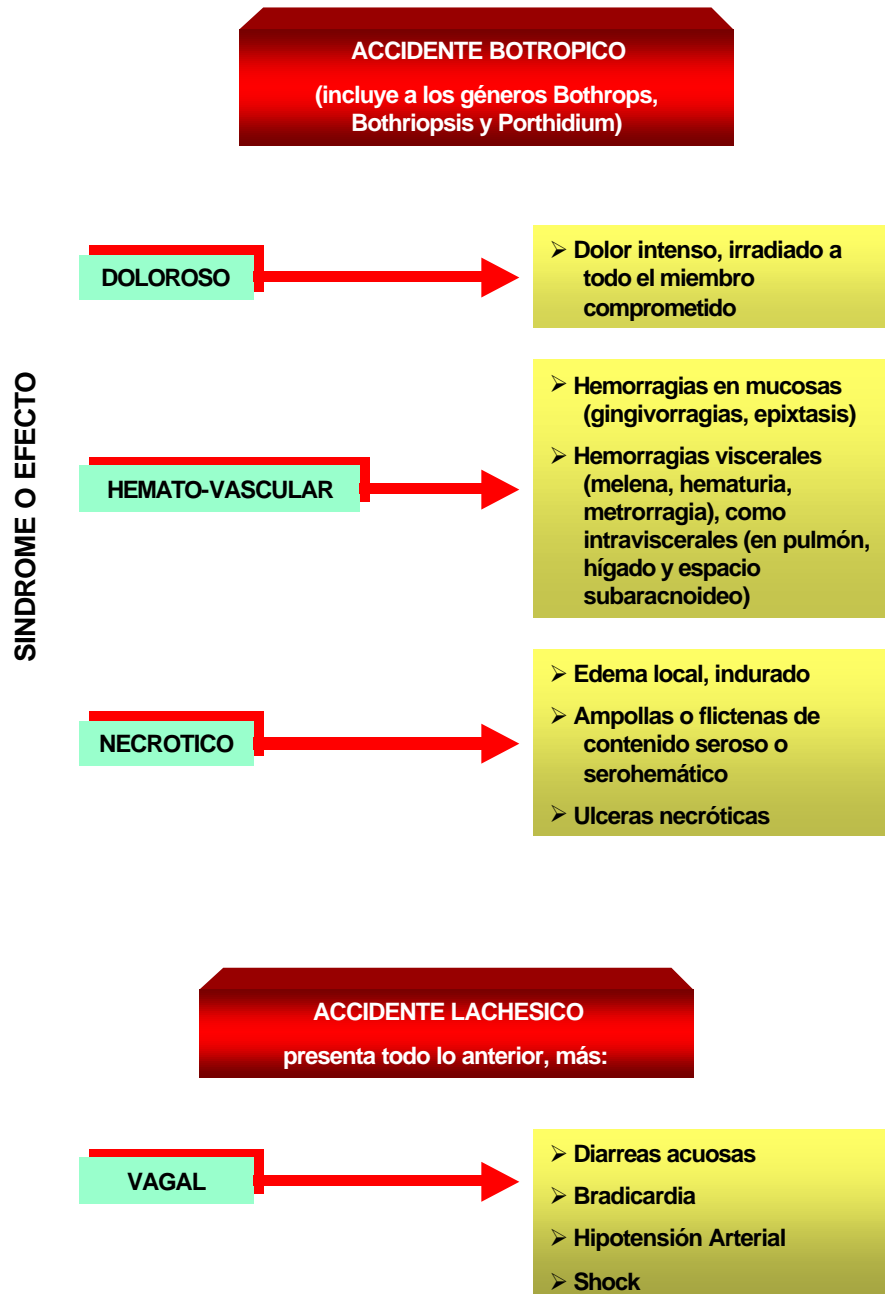 ACCIDENTE BOTROPICO
(incluye a los géneros Bothrops,
Bothriopsis y Porthidium)
SINDROME O EFECTO
DOLOROSO
➢ Dolor intenso, irradiado a
todo el miembro
comprometido
HEMATO-VASCULAR
➢ Hemorragias en mucosas
(gingivorragias, epixtasis)
➢ Hemorragias viscerales
(melena, hematuria,
metrorragia), como
intraviscerales (en pulmón,
hígado y espacio
subaracnoideo)
NECROTICO
➢ Edema local, indurado
➢ Ampollas o flictenas de
contenido seroso o
serohemático
➢ Ulceras necróticas
ACCIDENTE LACHESICO
presenta todo lo anterior, más:
VAGAL
➢ Diarreas acuosas
➢ Bradicardia
➢ Hipotensión Arterial
➢ Shock